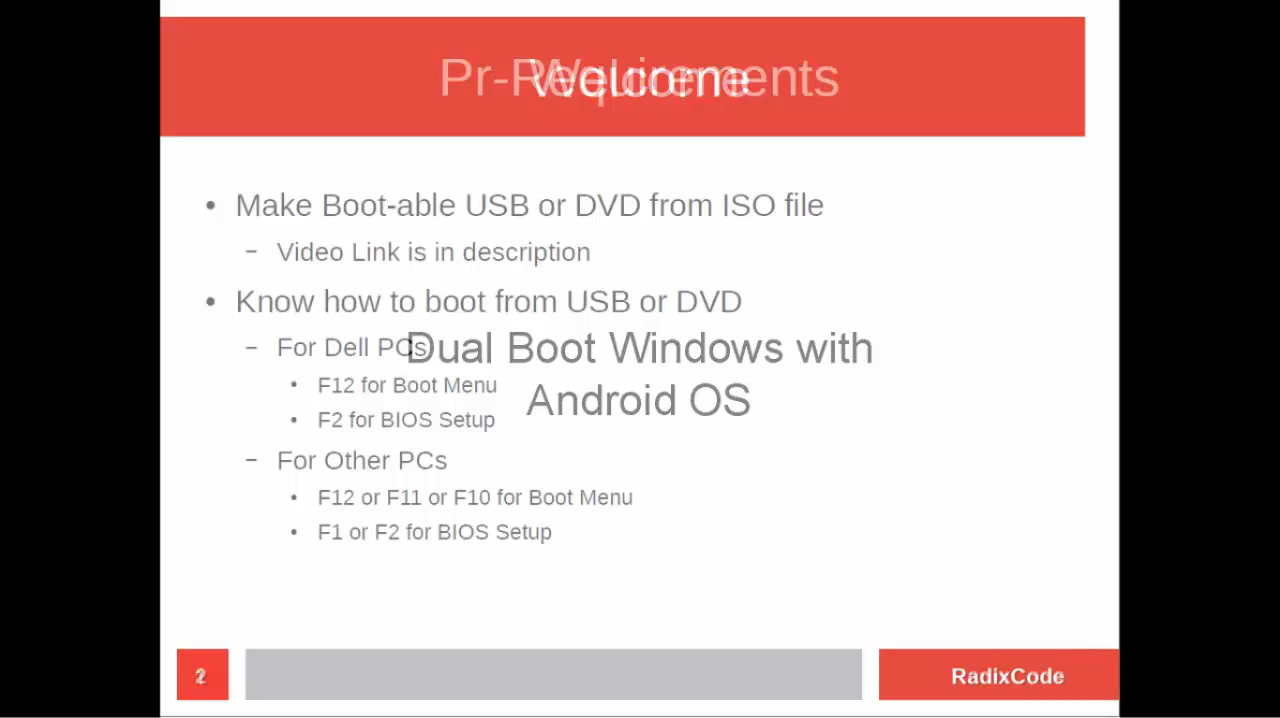 Pr-Requirements
Welcome
• Make Boot-able USB or DVD from ISO file
– Video Link is in description
• Know how to boot from USB or DVD
– For Dell PCs
Dual Boot Windows with
• F12 for Boot Menu
Android OS
• F2 for BIOS Setup
– For Other PCs
• F12 or F11 or F10 for Boot Menu
• F1 or F2 for BIOS Setup
2
RadixCode